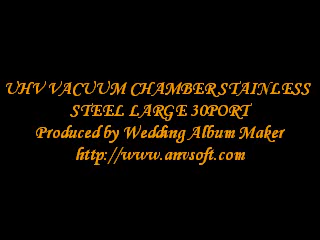 UHV VACUUM CHAMBER STAINLESS
STEEL LARGE 30PORT
Produced by Wedding Album Maker
http://www.anvsoft.com